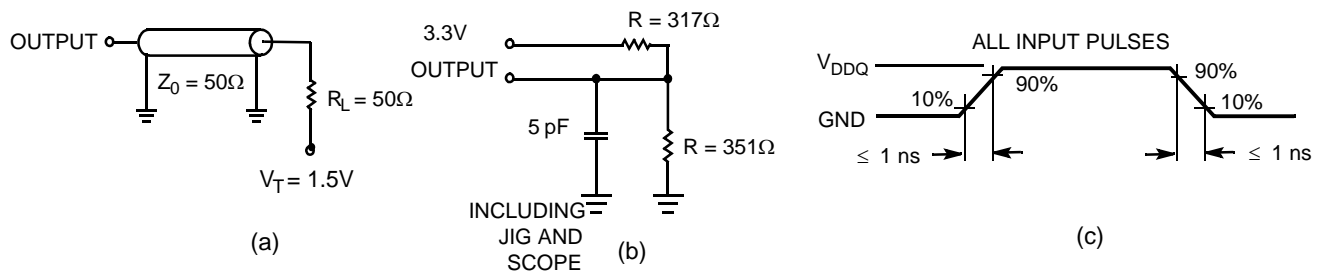 OUTPUT
Z0 = 50Ω
RL = 50Ω
VT = 1.5V
(a)
R = 317Ω
3.3V
OUTPUT
5 pF
R = 351Ω
INCLUDING
JIG AND
SCOPE
(b)
ALL INPUT PULSES
VDDQ
90%
90%
10%
10%
GND
≤ 1 ns
≤ 1 ns
(c)